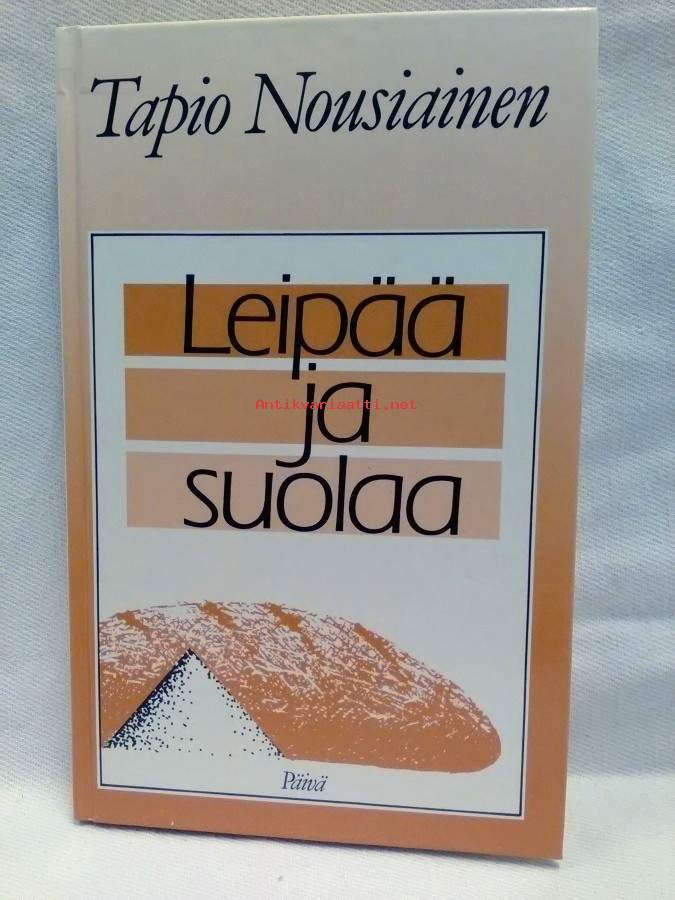 Tapio Nousiainen
Leipää
Antikvariaatti.net
ja
suolaa
Päivä